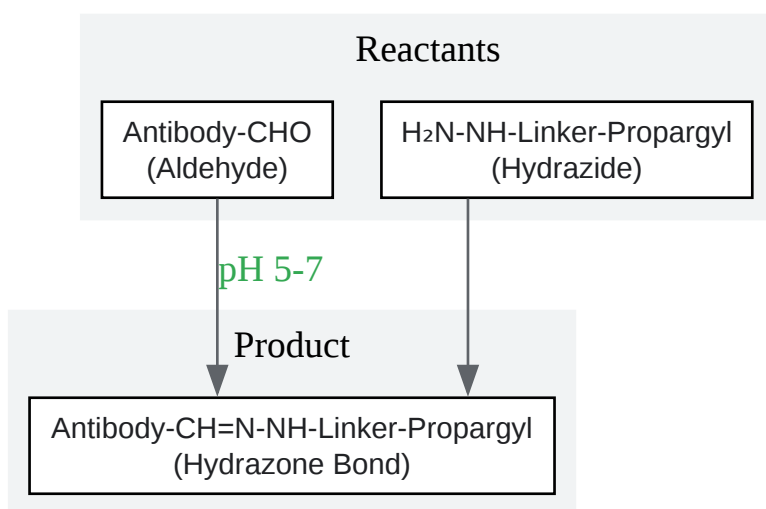 Reactants
Antibody-CHO
(Aldehyde)
H₂N-NH-Linker-Propargyl
(Hydrazide)
pH 5-7
Product
Antibody-CH=N-NH-Linker-Propargyl
(Hydrazone Bond)